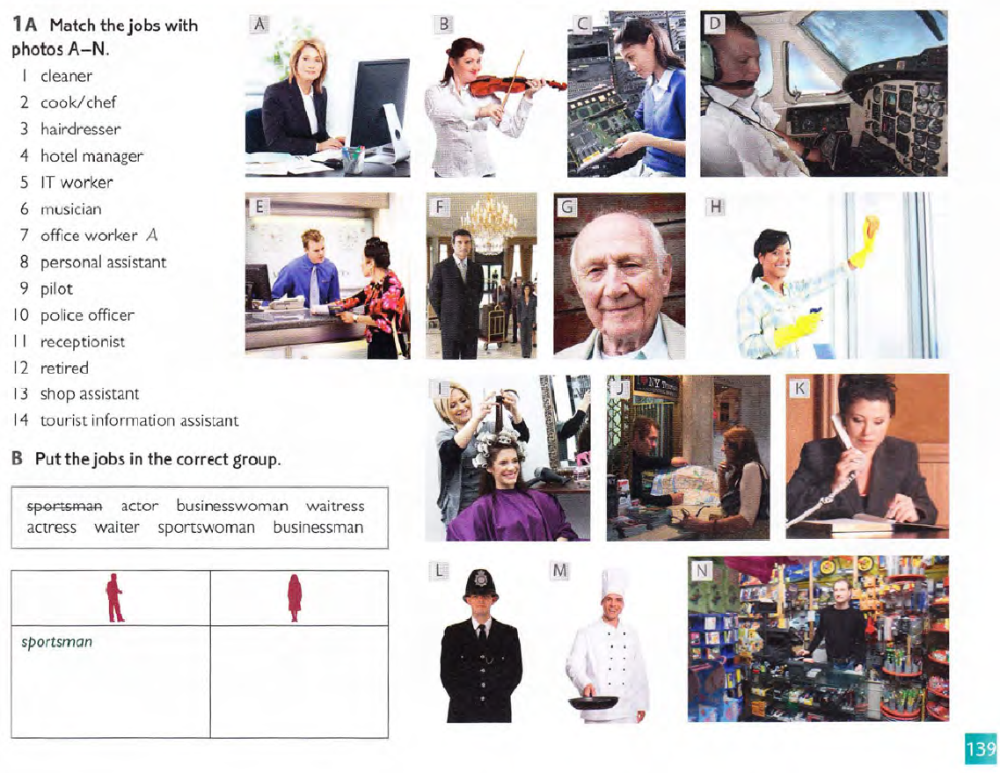 1A Match the jobs with
photos A–N.
1 cleaner
2 cook/chef
3 hairdresser
4 hotel manager
5 IT worker
6 musician
7 office worker A
8 personal assistant
9 pilot
10 police officer
11 receptionist
12 retired
13 shop assistant
14 tourist information assistant
B Put the jobs in the correct group.
sportsman actor businesswoman waitress
actress waiter sportswoman businessman
sportsman
A
B
C
D
E
F
G
H
I
J
NY
K
L
M
N
139